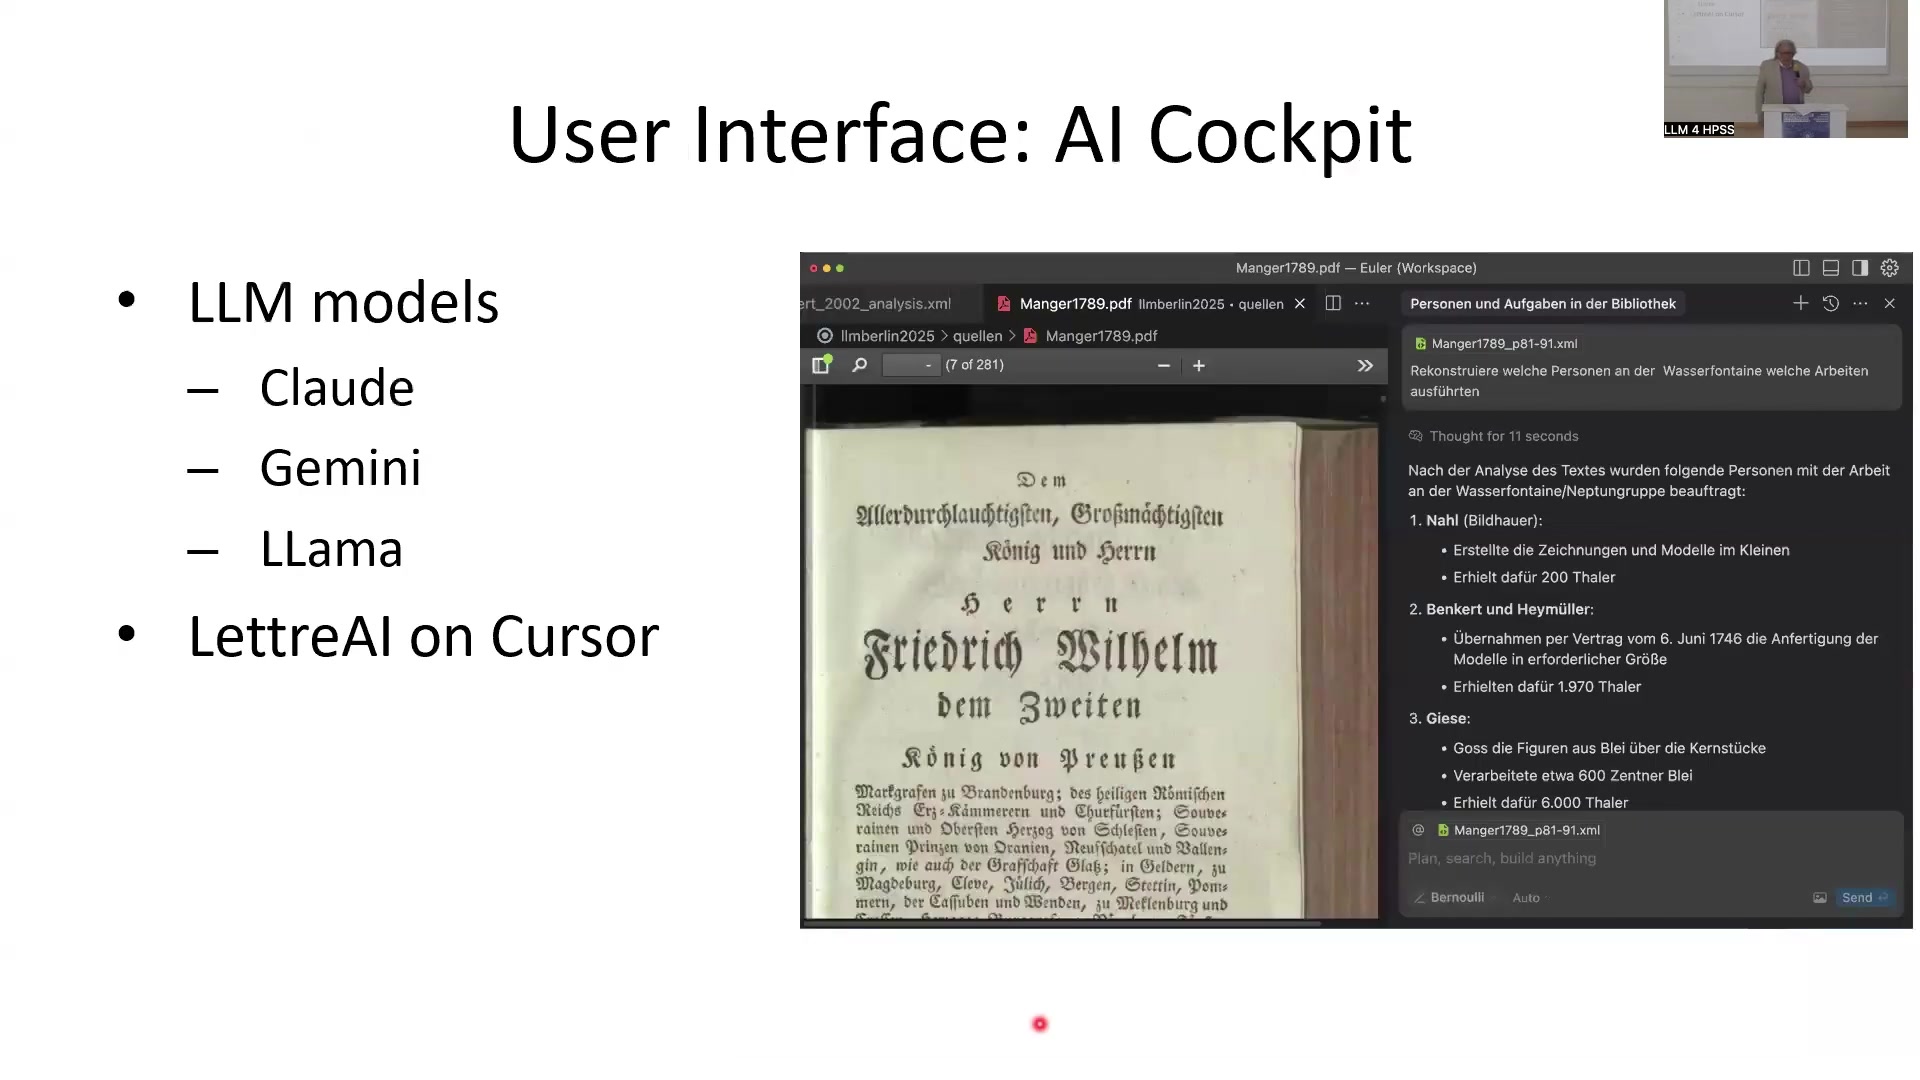 User Interface: AI Cockpit
LLM 4 HPSS
• LLM models
– Claude
– Gemini
– LLama
• LettreAI on Cursor
Manger1789.pdf — Euler (Workspace)
ert_2002_analysis.xml
Manger1789.pdf llmberlin2025 • quellen
llmberlin2025 > quellen > Manger1789.pdf
- (7 of 281)
Dem
Allerdurchlauchtigsten, Großmächtigsten
König und Herrn
Herrn
Friedrich Wilhelm
dem Zweiten
König von Preußen
Markgrafen zu Brandenburg; des heiligen Römischen
Reichs Erz-Kämmerern und Churfürsten; Souve-
rainen und Obersten Herzog von Schlesien, Souve-
rainen Prinzen von Oranien, Neufschatel und Vallen-
gin, wie auch der Grafschaft Glatz; in Geldern, zu
Magdeburg, Cleve, Jülich, Bergen, Stettin, Pom-
mern, der Cassuben und Wenden, zu Meklenburg und
Personen und Aufgaben in der Bibliothek
Manger1789_p81-91.xml
Rekonstruiere welche Personen an der Wasserfontaine welche Arbeiten
ausführten
Thought for 11 seconds
Nach der Analyse des Textes wurden folgende Personen mit der Arbeit
an der Wasserfontaine/Neptungruppe beauftragt:
1. Nahl (Bildhauer):
• Erstellte die Zeichnungen und Modelle im Kleinen
• Erhielt dafür 200 Thaler
2. Benkert und Heymüller:
• Übernahmen per Vertrag vom 6. Juni 1746 die Anfertigung der
Modelle in erforderlicher Größe
• Erhielten dafür 1.970 Thaler
3. Giese:
• Goss die Figuren aus Blei über die Kernstücke
• Verarbeitete etwa 600 Zentner Blei
• Erhielt dafür 6.000 Thaler
@ Manger1789_p81-91.xml
Plan, search, build anything
Bernoulli Auto Send